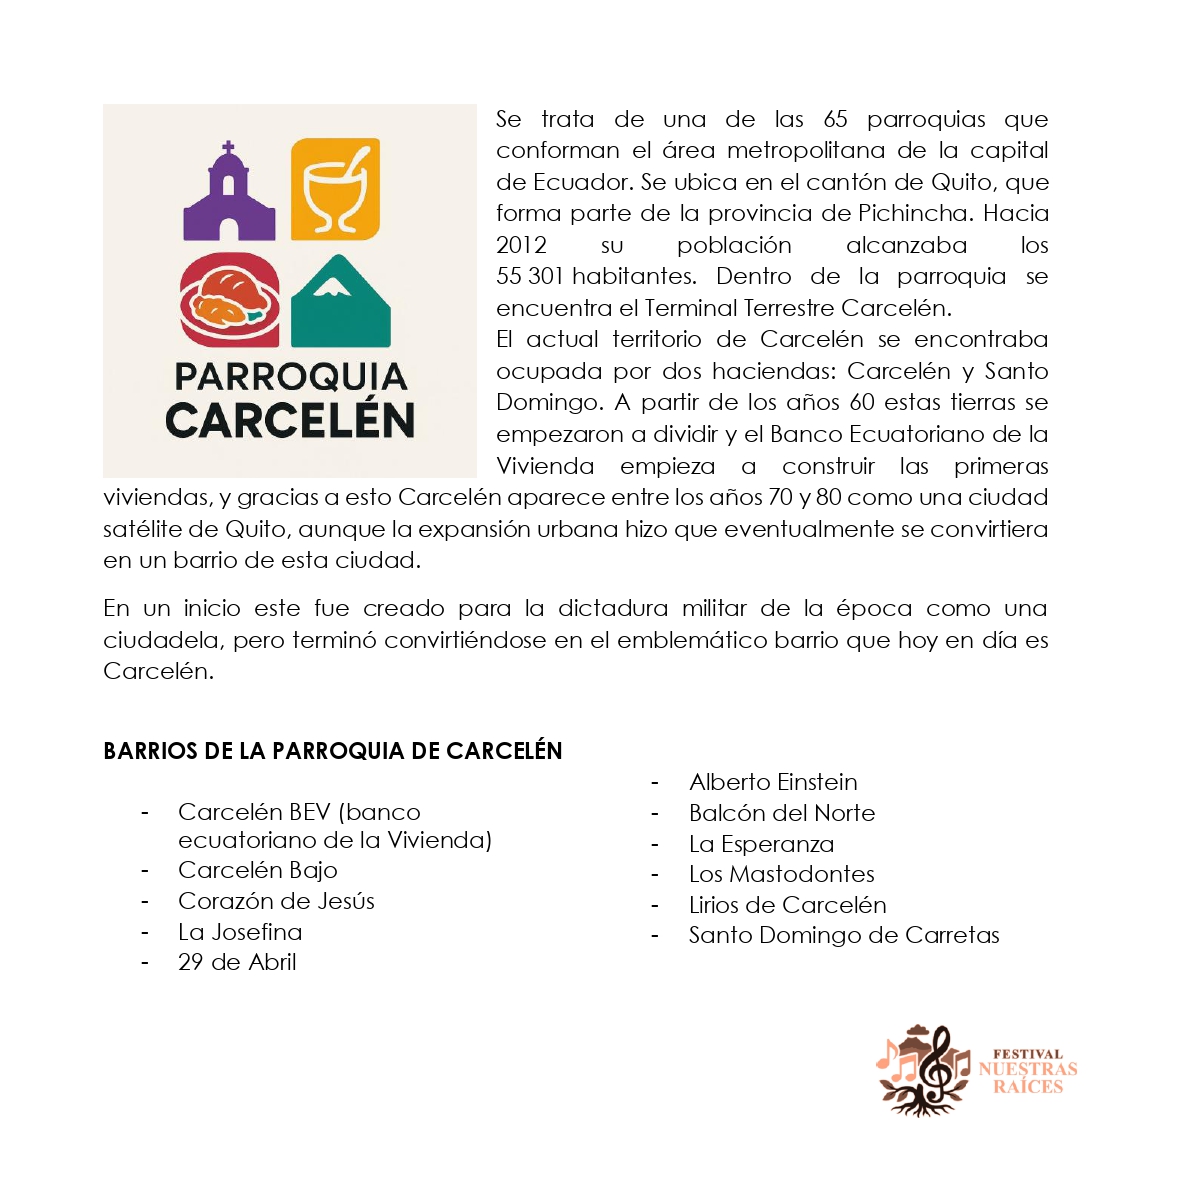 PARROQUIA
CARCELÉN
Se trata de una de las 65 parroquias que
conforman el área metropolitana de la capital
de Ecuador. Se ubica en el cantón de Quito, que
forma parte de la provincia de Pichincha. Hacia
2012 su población alcanzaba los
55 301 habitantes. Dentro de la parroquia se
encuentra el Terminal Terrestre Carcelén.
El actual territorio de Carcelén se encontraba
ocupada por dos haciendas: Carcelén y Santo
Domingo. A partir de los años 60 estas tierras se
empezaron a dividir y el Banco Ecuatoriano de la
Vivienda empieza a construir las primeras
viviendas, y gracias a esto Carcelén aparece entre los años 70 y 80 como una ciudad
satélite de Quito, aunque la expansión urbana hizo que eventualmente se convirtiera
en un barrio de esta ciudad.
En un inicio este fue creado para la dictadura militar de la época como una
ciudadela, pero terminó convirtiéndose en el emblemático barrio que hoy en día es
Carcelén.
BARRIOS DE LA PARROQUIA DE CARCELÉN
- Carcelén BEV (banco
ecuatoriano de la Vivienda)
- Carcelén Bajo
- Corazón de Jesús
- La Josefina
- 29 de Abril
- Alberto Einstein
- Balcón del Norte
- La Esperanza
- Los Mastodontes
- Lirios de Carcelén
- Santo Domingo de Carretas
FESTIVAL
NUESTRAS
RAÍCES